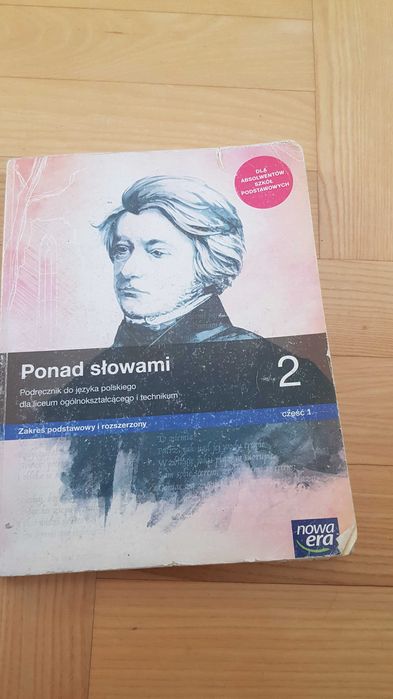 DLA
ABSOLWENTÓW
SZKÓŁ
PODSTAWOWYCH
Ponad słowami
2
Podręcznik do języka polskiego
dla liceum ogólnokształcącego i technikum
część 1
Zakres podstawowy i rozszerzony
nowa
era